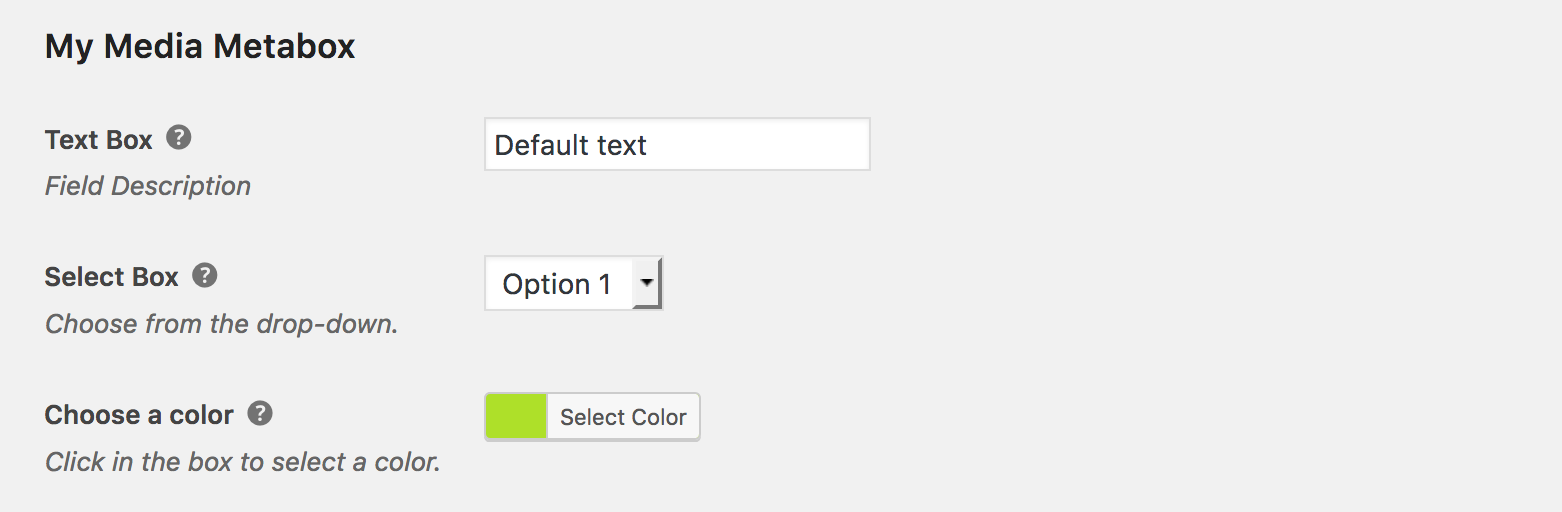 My Media Metabox
Text Box ?
Default text
Field Description
Select Box ?
Option 1
Choose from the drop-down.
Choose a color ?
Select Color
Click in the box to select a color.